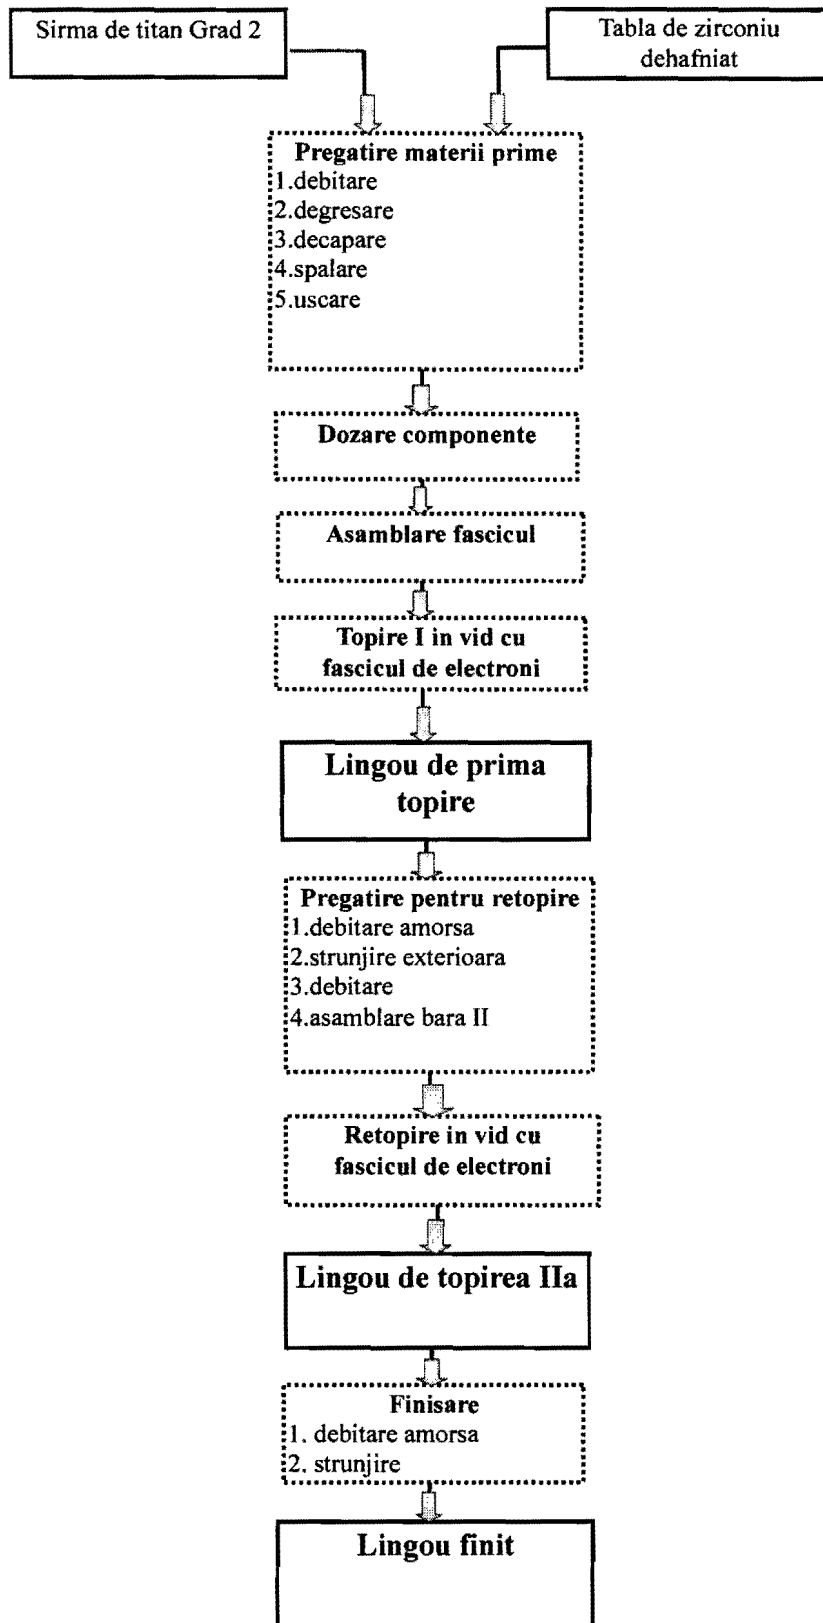 Sirma de titan Grad 2
Tabla de zirconiu
dehafniat
Pregatire materii prime
1.debitare
2.degresare
3.decapare
4.spalare
5.uscare
Dozare componente
Asamblare fascicul
Topire I in vid cu
fascicul de electroni
Lingou de prima
topire
Pregatire pentru retopire
1.debitare amorsa
2.strunjire exterioara
3.debitare
4.asamblare bara II
Retopire in vid cu
fascicul de electroni
Lingou de topirea IIa
Finisare
1. debitare amorsa
2. strunjire
Lingou finit